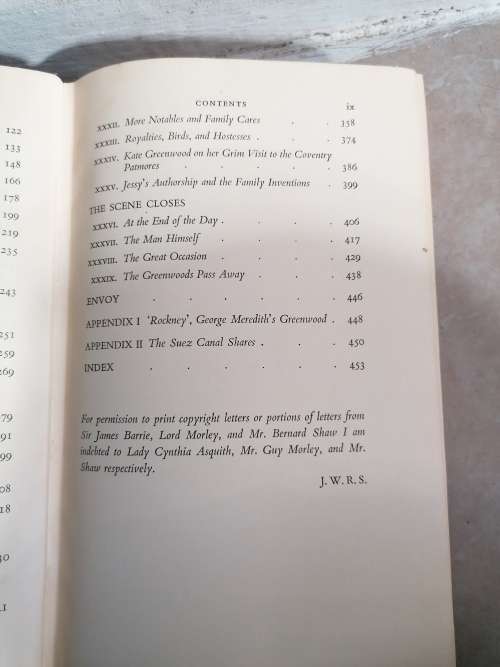 122
133
148
166
178
199
219
235
243
251
259
269
CONTENTS ix
XXXII. More Notables and Family Cares . . 358
XXXIII. Royalties, Birds, and Hostesses . . . 374
XXXIV. Kate Greenwood on her Grim Visit to the Coventry
Patmores . . . . . 386
XXXV. Jessy's Authorship and the Family Inventions . 399
THE SCENE CLOSES
XXXVI. At the End of the Day . . . . 406
XXXVII. The Man Himself . . . . 417
XXXVIII. The Great Occasion . . . . 429
XXXIX. The Greenwoods Pass Away . . . 438
ENVOY . . . . . . 446
APPENDIX I 'Rockney', George Meredith's Greenwood . 448
APPENDIX II The Suez Canal Shares . . . 450
INDEX . . . . . . 453
For permission to print copyright letters or portions of letters from
Sir James Barrie, Lord Morley, and Mr. Bernard Shaw I am
indebted to Lady Cynthia Asquith, Mr. Guy Morley, and Mr.
Shaw respectively.
J. W. R. S.